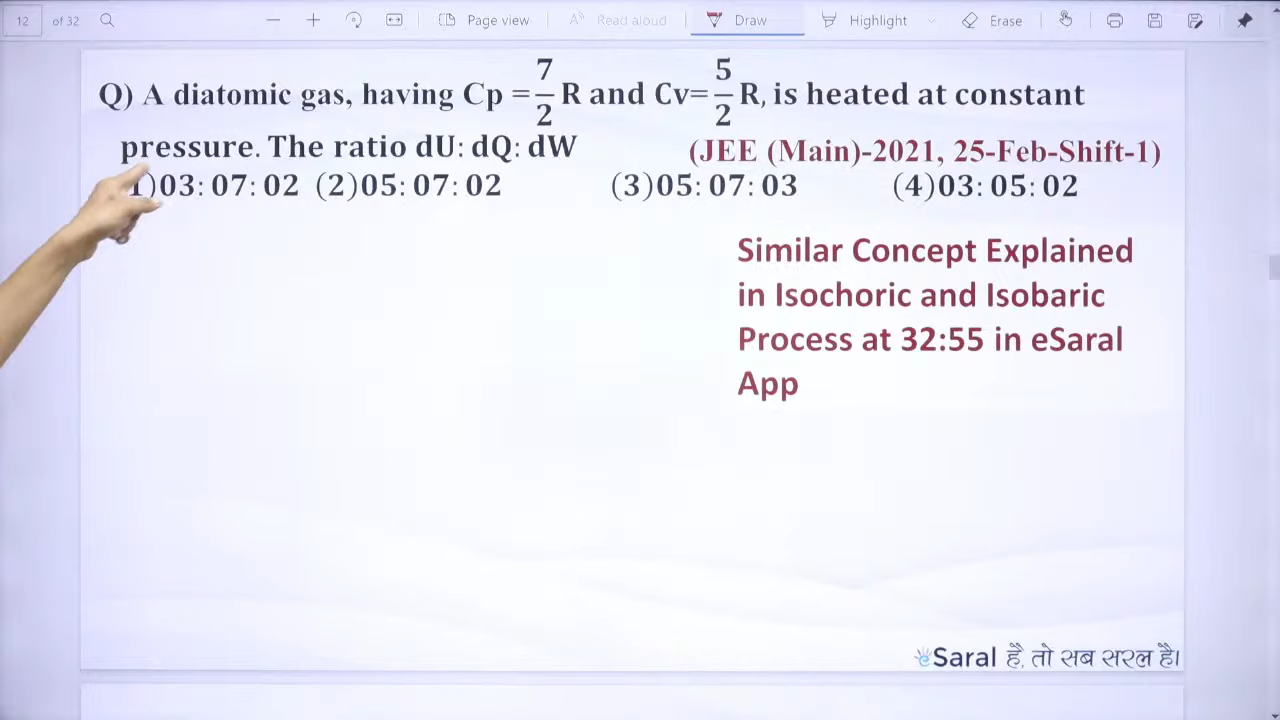 12 of 32 Page view Read aloud Draw Highlight Erase
Q) A diatomic gas, having Cp = 7/2 R and Cv= 5/2 R, is heated at constant
pressure. The ratio dU: dQ: dW (JEE (Main)-2021, 25-Feb-Shift-1)
1)03: 07: 02 (2)05: 07: 02 (3)05: 07: 03 (4)03: 05: 02
Similar Concept Explained
in Isochoric and Isobaric
Process at 32:55 in eSaral
App
eSaral है, तो सब सरल है।